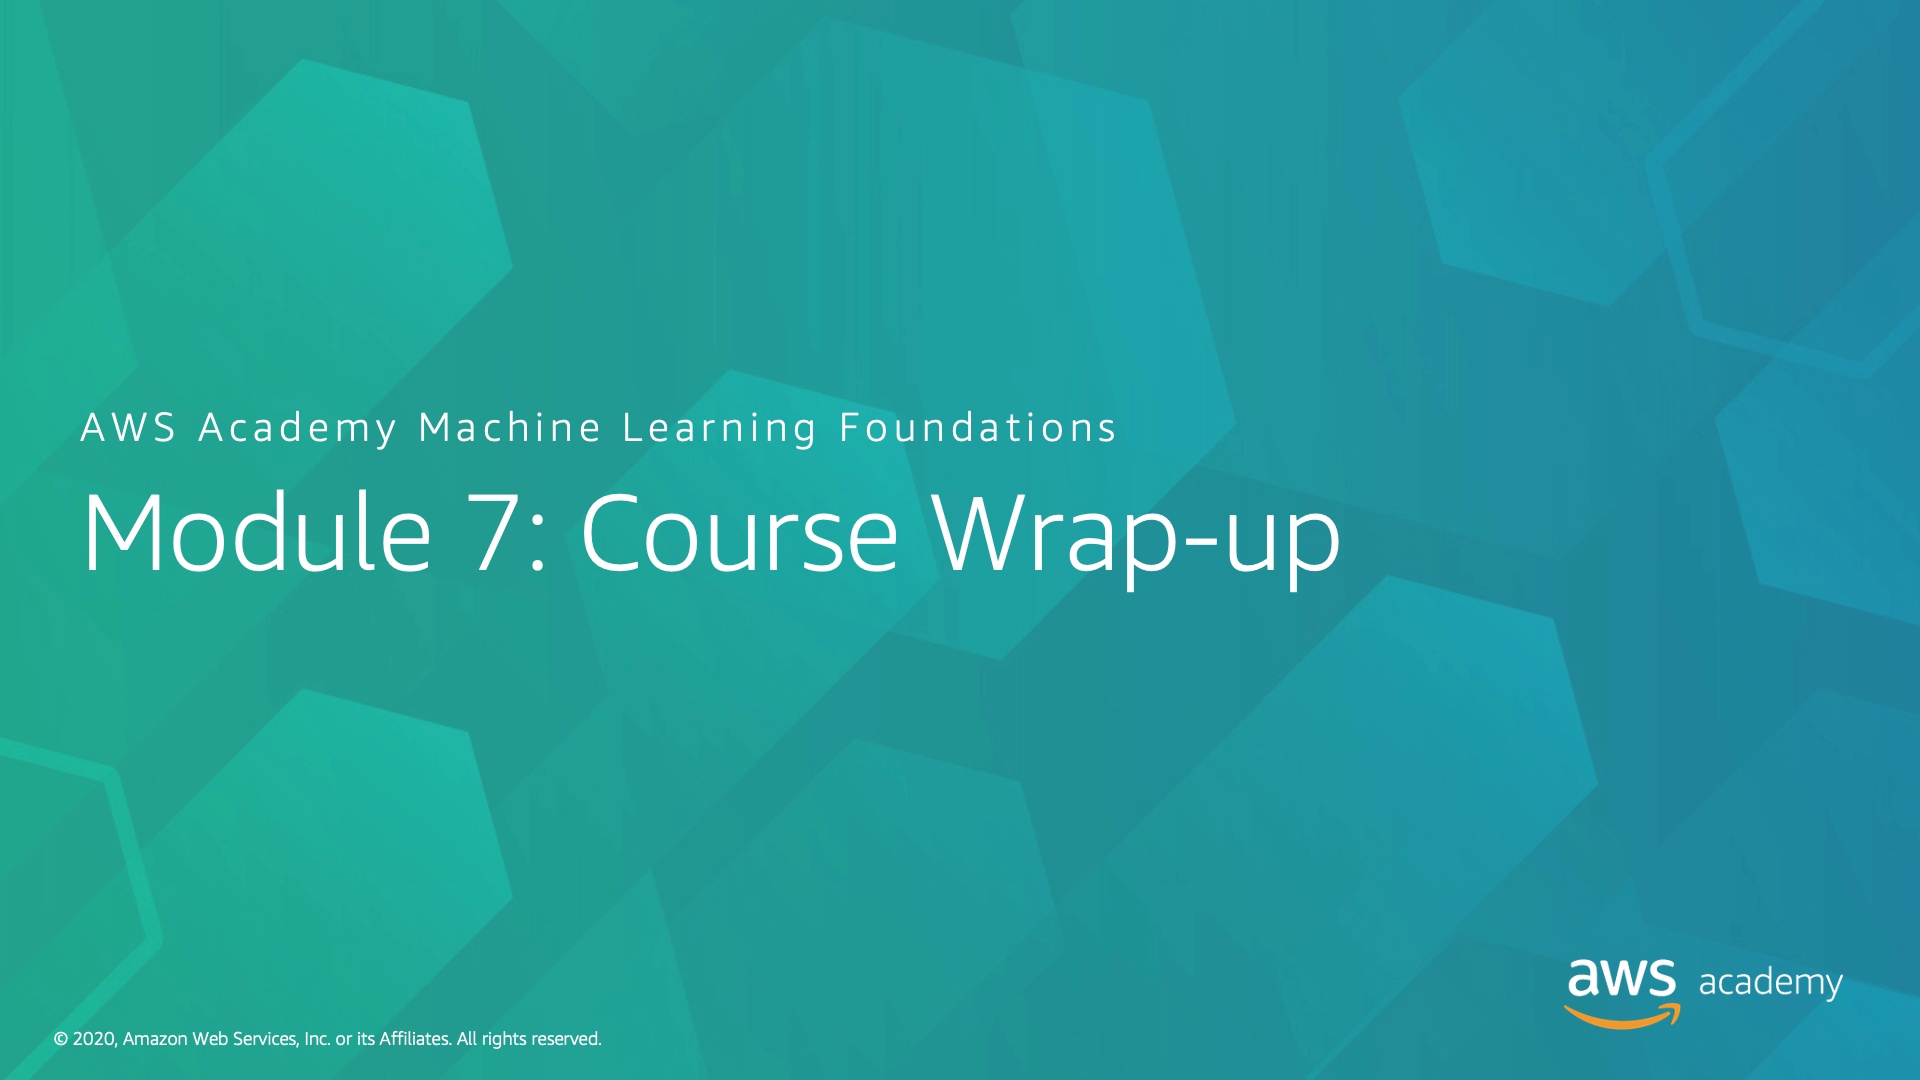 AWS Academy Machine Learning Foundations
Module 7: Course Wrap-up
aws academy
© 2020, Amazon Web Services, Inc. or its Affiliates. All rights reserved.